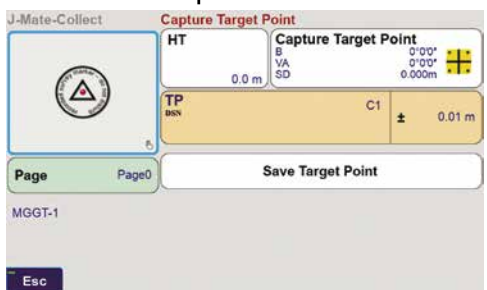 J-Mate-Collect
Capture Target Point
HT
0.0 m
Capture Target Point
B 0°0'0"
VA 0°0'0"
SD 0.000m
TP
DSN
C1
± 0.01 m
Page Page0
Save Target Point
MGGT-1
Esc